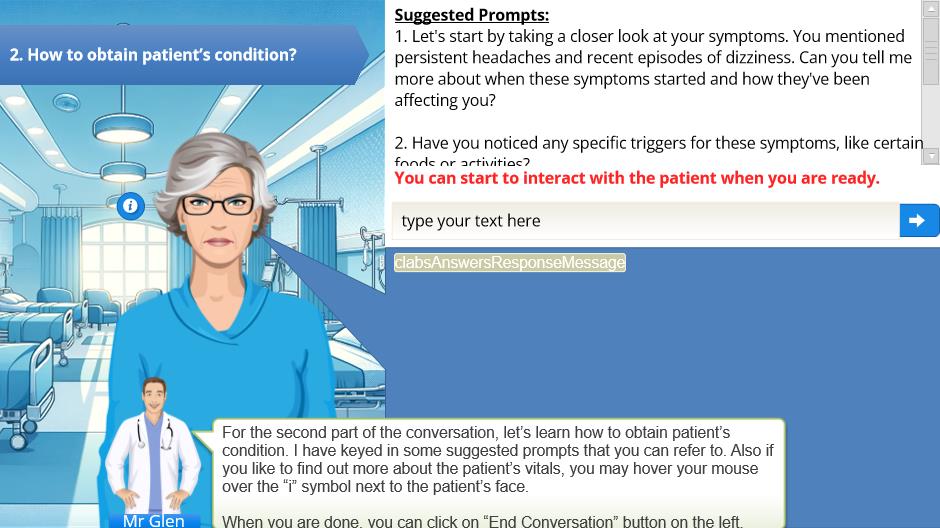 2. How to obtain patient's condition?
Suggested Prompts:
1. Let's start by taking a closer look at your symptoms. You mentioned
persistent headaches and recent episodes of dizziness. Can you tell me
more about when these symptoms started and how they've been
affecting you?
2. Have you noticed any specific triggers for these symptoms, like certain
foods or activities?
You can start to interact with the patient when you are ready.
i
type your text here
clabsAnswersResponseMessage
For the second part of the conversation, let's learn how to obtain patient's
condition. I have keyed in some suggested prompts that you can refer to. Also if
you like to find out more about the patient's vitals, you may hover your mouse
over the “i” symbol next to the patient's face.
When you are done, you can click on “End Conversation” button on the left.
Mr Glen